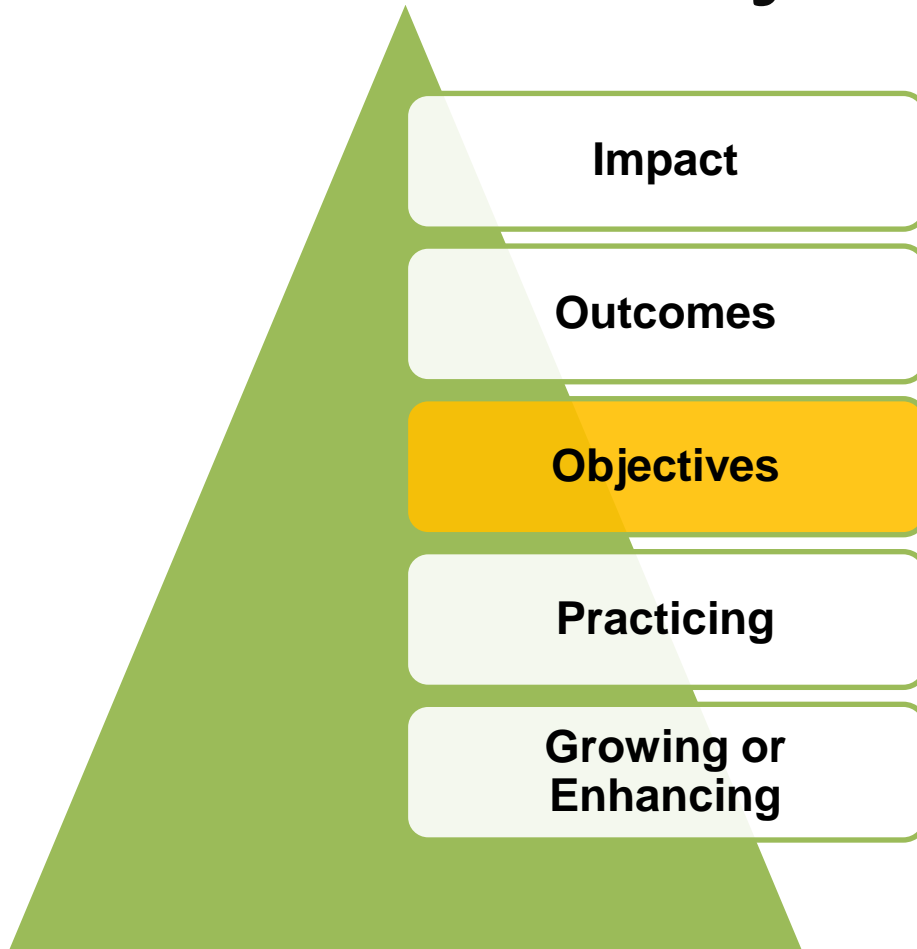 Impact
Outcomes
Objectives
Practicing
Growing or
Enhancing